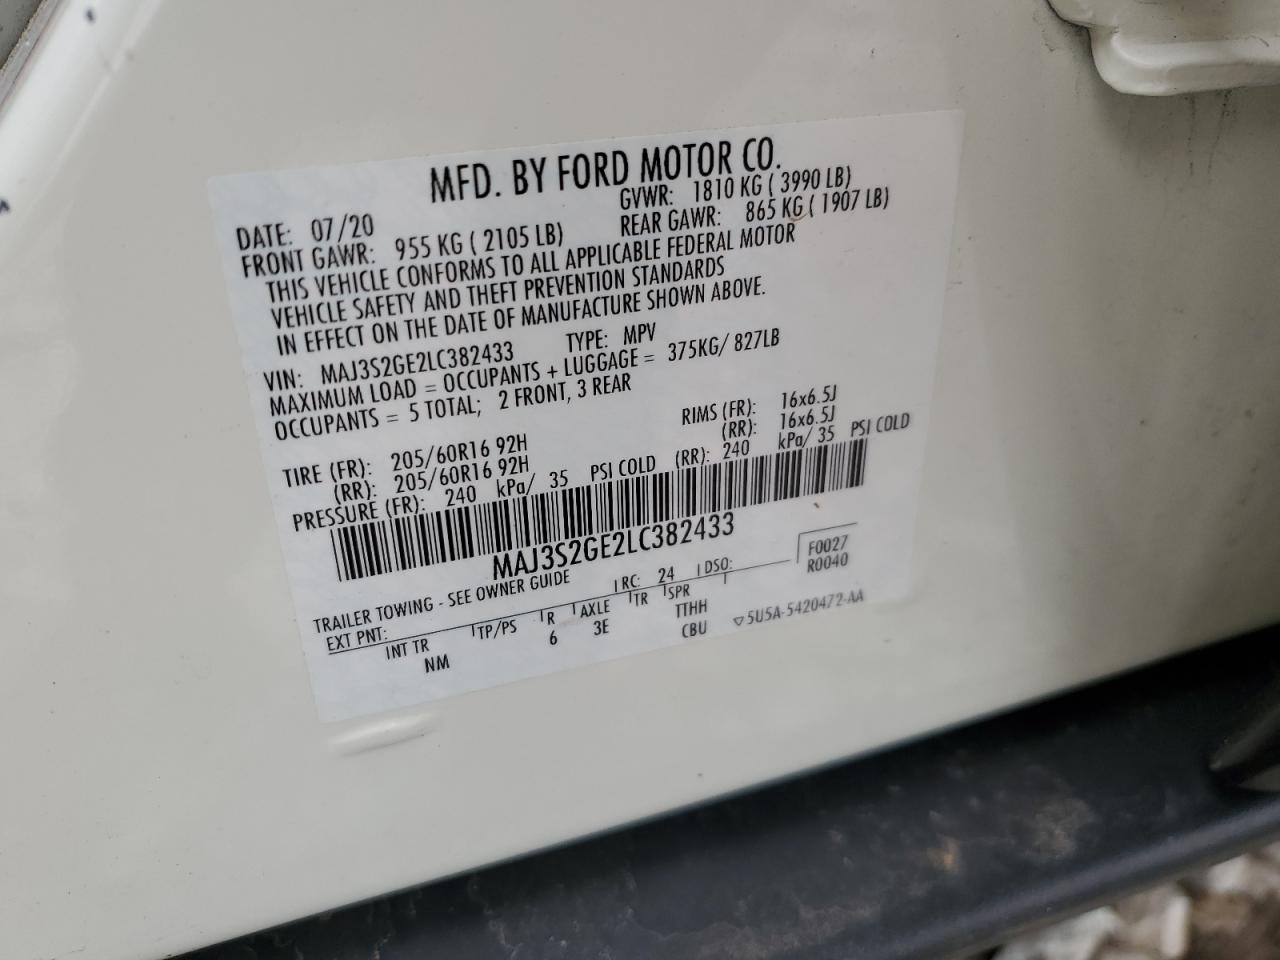 MFD. BY FORD MOTOR CO.
DATE: 07/20 GVWR: 1810 KG ( 3990 LB)
FRONT GAWR: 955 KG ( 2105 LB) REAR GAWR: 865 KG ( 1907 LB)
THIS VEHICLE CONFORMS TO ALL APPLICABLE FEDERAL MOTOR
VEHICLE SAFETY AND THEFT PREVENTION STANDARDS
IN EFFECT ON THE DATE OF MANUFACTURE SHOWN ABOVE.
VIN: MAJ3S2GE2LC382433 TYPE: MPV
MAXIMUM LOAD = OCCUPANTS + LUGGAGE = 375KG/ 827LB
OCCUPANTS = 5 TOTAL; 2 FRONT, 3 REAR
TIRE (FR): 205/60R16 92H RIMS (FR): 16x6.5J
(RR): 205/60R16 92H (RR): 16x6.5J
PRESSURE (FR): 240 kPa/ 35 PSI COLD (RR): 240 kPa/ 35 PSI COLD
MAJ3S2GE2LC382433
TRAILER TOWING - SEE OWNER GUIDE RC: 24 DSO: F0027
R0040
EXT PNT: INT TR TP/PS R AXLE TR SPR
NM 6 3E TTHH
CBU
▽5U5A-5420472-AA